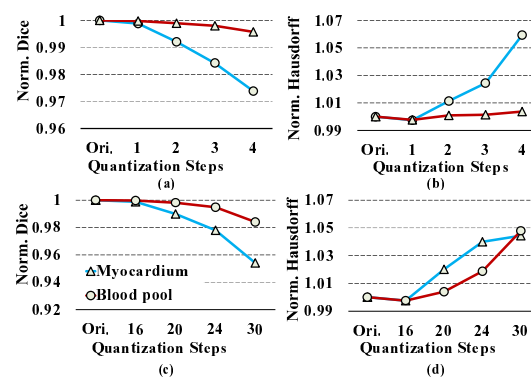 Norm. Dice
1
0.99
0.98
0.97
0.96
Ori. 1 2 3 4
Quantization Steps
(a)
Norm. Hausdorff
1.07
1.05
1.03
1.01
0.99
Ori. 1 2 3 4
Quantization Steps
(b)
Norm. Dice
1
0.98
0.96
0.94
0.92
Myocardium
Blood pool
Ori. 16 20 24 30
Quantization Steps
(c)
Norm. Hausdorff
1.07
1.05
1.03
1.01
0.99
Ori. 16 20 24 30
Quantization Steps
(d)